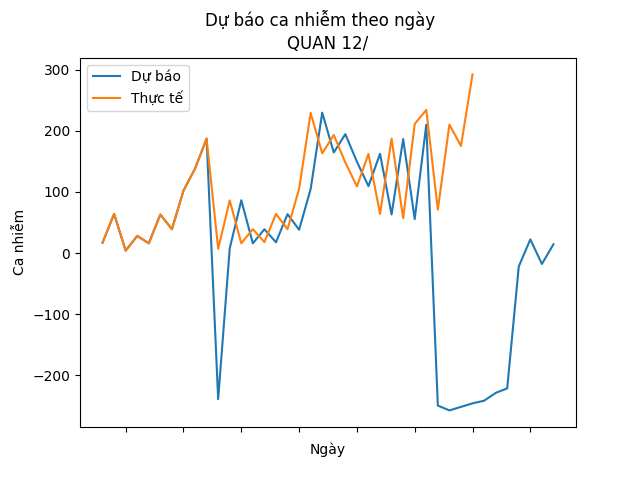 Dự báo ca nhiễm theo ngày
QUAN 12/
Dự báo
Thực tế
300
200
100
0
−100
−200
Ca nhiễm
Ngày